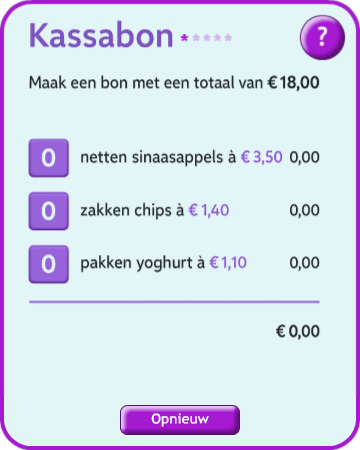 Kassabon *****
?
Maak een bon met een totaal van € 18,00
0 netten sinaasappels à € 3,50 0,00
0 zakken chips à € 1,40 0,00
0 pakken yoghurt à € 1,10 0,00
€ 0,00
Opnieuw